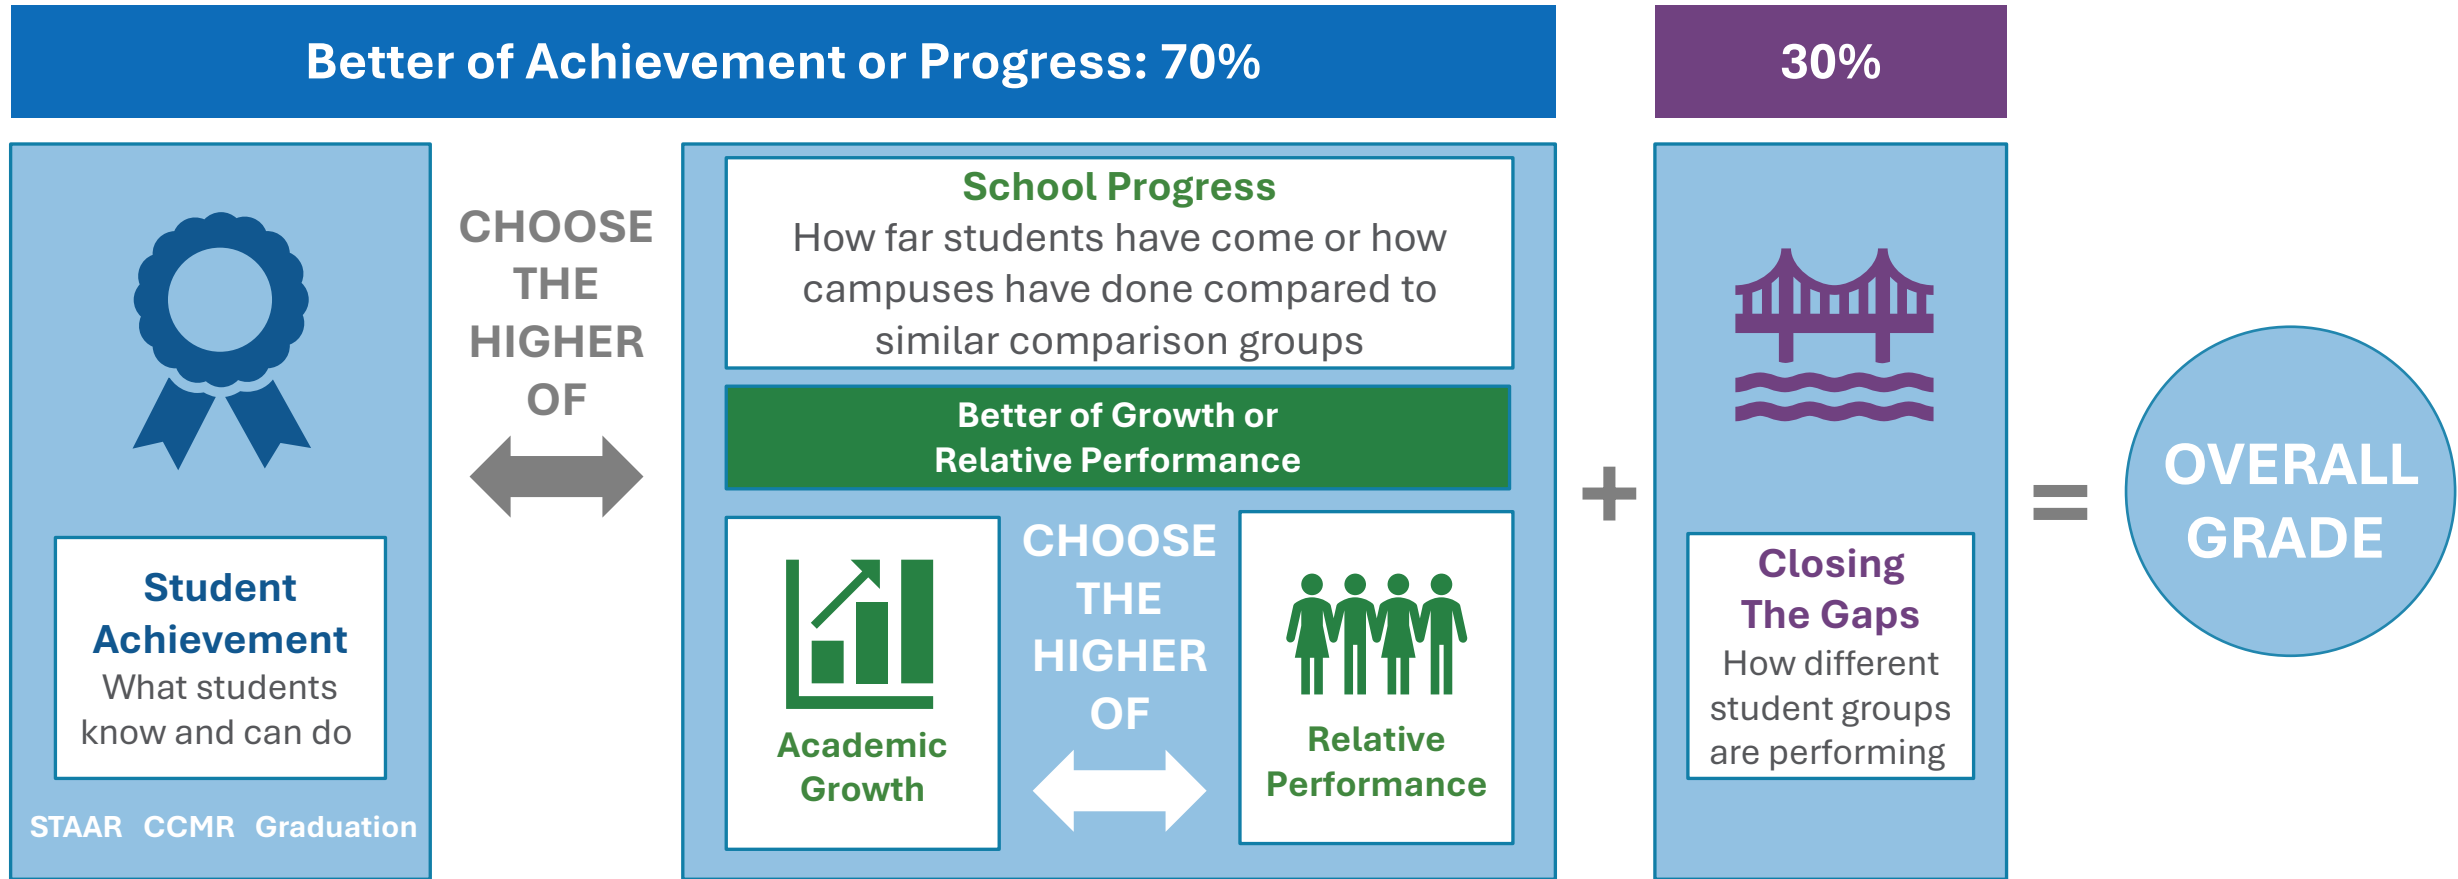 Better of Achievement or Progress: 70%
30%
Student
Achievement
What students
know and can do
STAAR CCMR Graduation
CHOOSE
THE
HIGHER
OF
School Progress
How far students have come or how
campuses have done compared to
similar comparison groups
Better of Growth or
Relative Performance
Academic
Growth
CHOOSE
THE
HIGHER
OF
Relative
Performance
+
Closing
The Gaps
How different
student groups
are performing
=
OVERALL
GRADE